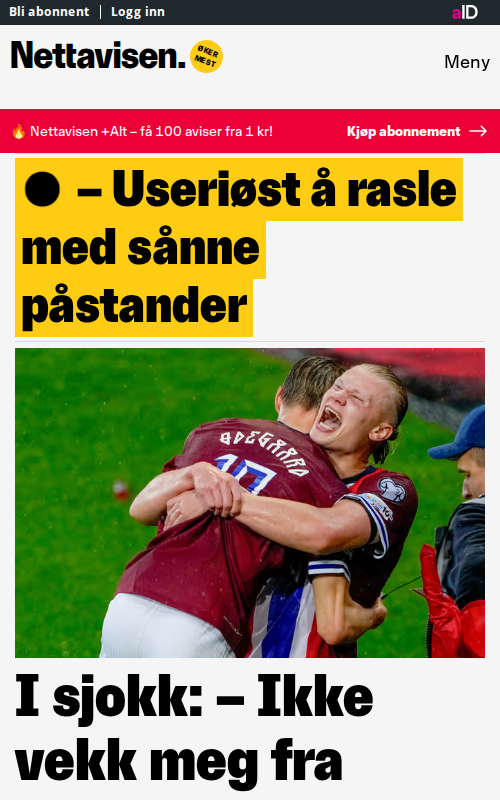 Bli abonnent | Logg inn
aID
Nettavisen.
ØKER
MEST
Meny
🔥 Nettavisen +Alt – få 100 aviser fra 1 kr!
Kjøp abonnement →
● – Useriøst å rasle
med sånne
påstander
ØDEGAARD
10
I sjokk: – Ikke
vekk meg fra